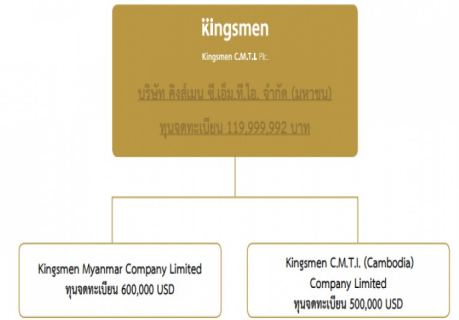 Kingsmen
Kingsmen C.M.T.I. Plc.
บริษัท คิงส์เมน ซี.เอ็ม.ที.ไอ. จำกัด (มหาชน)
ทุนจดทะเบียน 119,999,992 บาท
Kingsmen Myanmar Company Limited
ทุนจดทะเบียน 600,000 USD
Kingsmen C.M.T.I. (Cambodia)
Company Limited
ทุนจดทะเบียน 500,000 USD